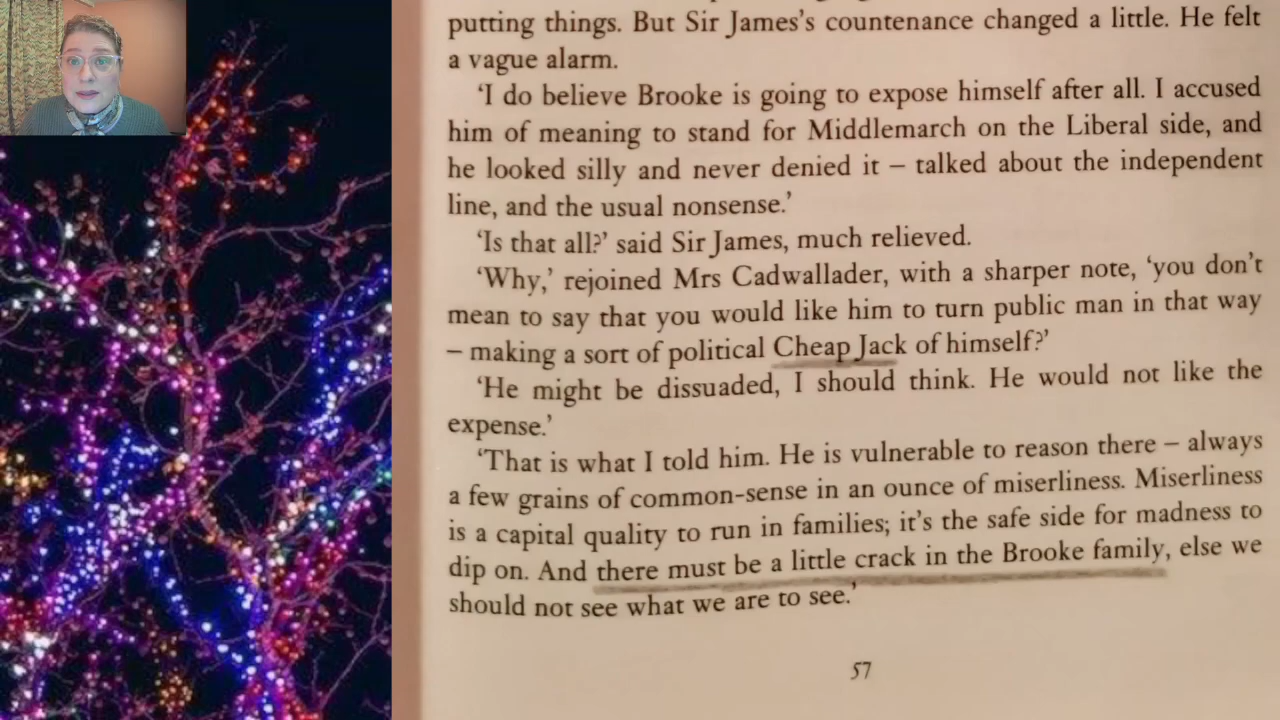 putting things. But Sir James's countenance changed a little. He felt
a vague alarm.
‘I do believe Brooke is going to expose himself after all. I accused
him of meaning to stand for Middlemarch on the Liberal side, and
he looked silly and never denied it – talked about the independent
line, and the usual nonsense.’
‘Is that all?’ said Sir James, much relieved.
‘Why,’ rejoined Mrs Cadwallader, with a sharper note, ‘you don't
mean to say that you would like him to turn public man in that way
– making a sort of political Cheap Jack of himself?’
‘He might be dissuaded, I should think. He would not like the
expense.’
‘That is what I told him. He is vulnerable to reason there – always
a few grains of common-sense in an ounce of miserliness. Miserliness
is a capital quality to run in families; it's the safe side for madness to
dip on. And there must be a little crack in the Brooke family, else we
should not see what we are to see.’
57